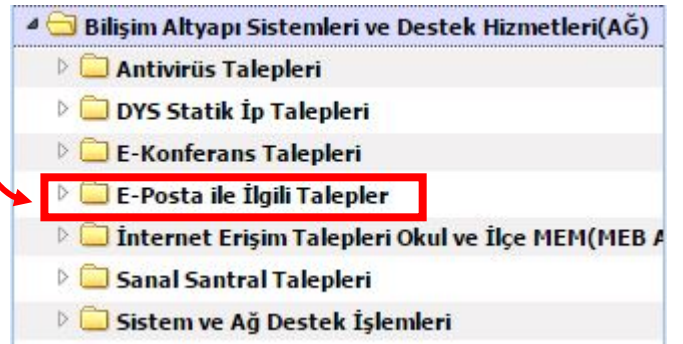 Bilişim Altyapı Sistemleri ve Destek Hizmetleri(AĞ)
Antivirüs Talepleri
DYS Statik İp Talepleri
E-Konferans Talepleri
E-Posta ile İlgili Talepler
İnternet Erişim Talepleri Okul ve İlçe MEM(MEB A
Sanal Santral Talepleri
Sistem ve Ağ Destek İşlemleri